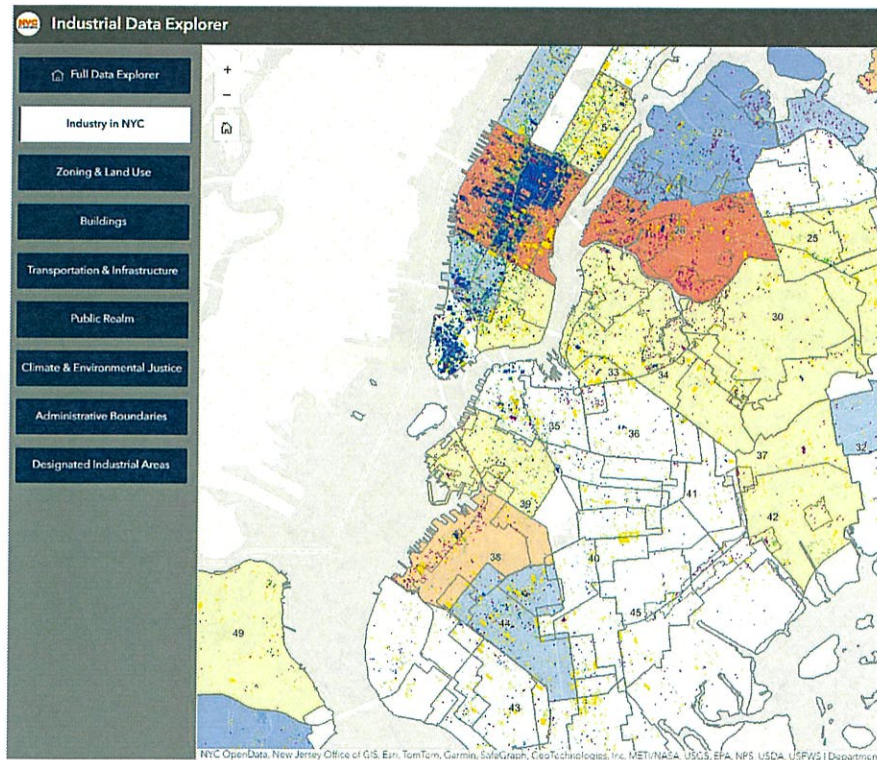 NYC
Industrial Data Explorer
Full Data Explorer
Industry in NYC
Zoning & Land Use
Buildings
Transportation & Infrastructure
Public Realm
Climate & Environmental Justice
Administrative Boundaries
Designated Industrial Areas
+
−
6
5
22
26
25
30
33
34
35
36
37
32
41
39
42
38
40
44
45
49
43
NYC OpenData, New Jersey Office of GIS, Esri, TomTom, Garmin, SafeGraph, GeoTechnologies, Inc, METI/NASA, USGS, EPA, NPS, USDA, USFWS | Departmen